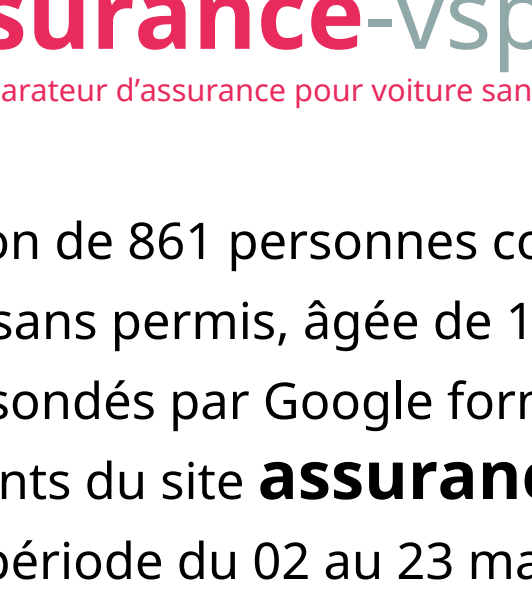 surance-vsp
arateur d’assurance pour voiture san
on de 861 personnes co
sans permis, âgée de 1
sondés par Google for
nts du site assuranc
période du 02 au 23 ma